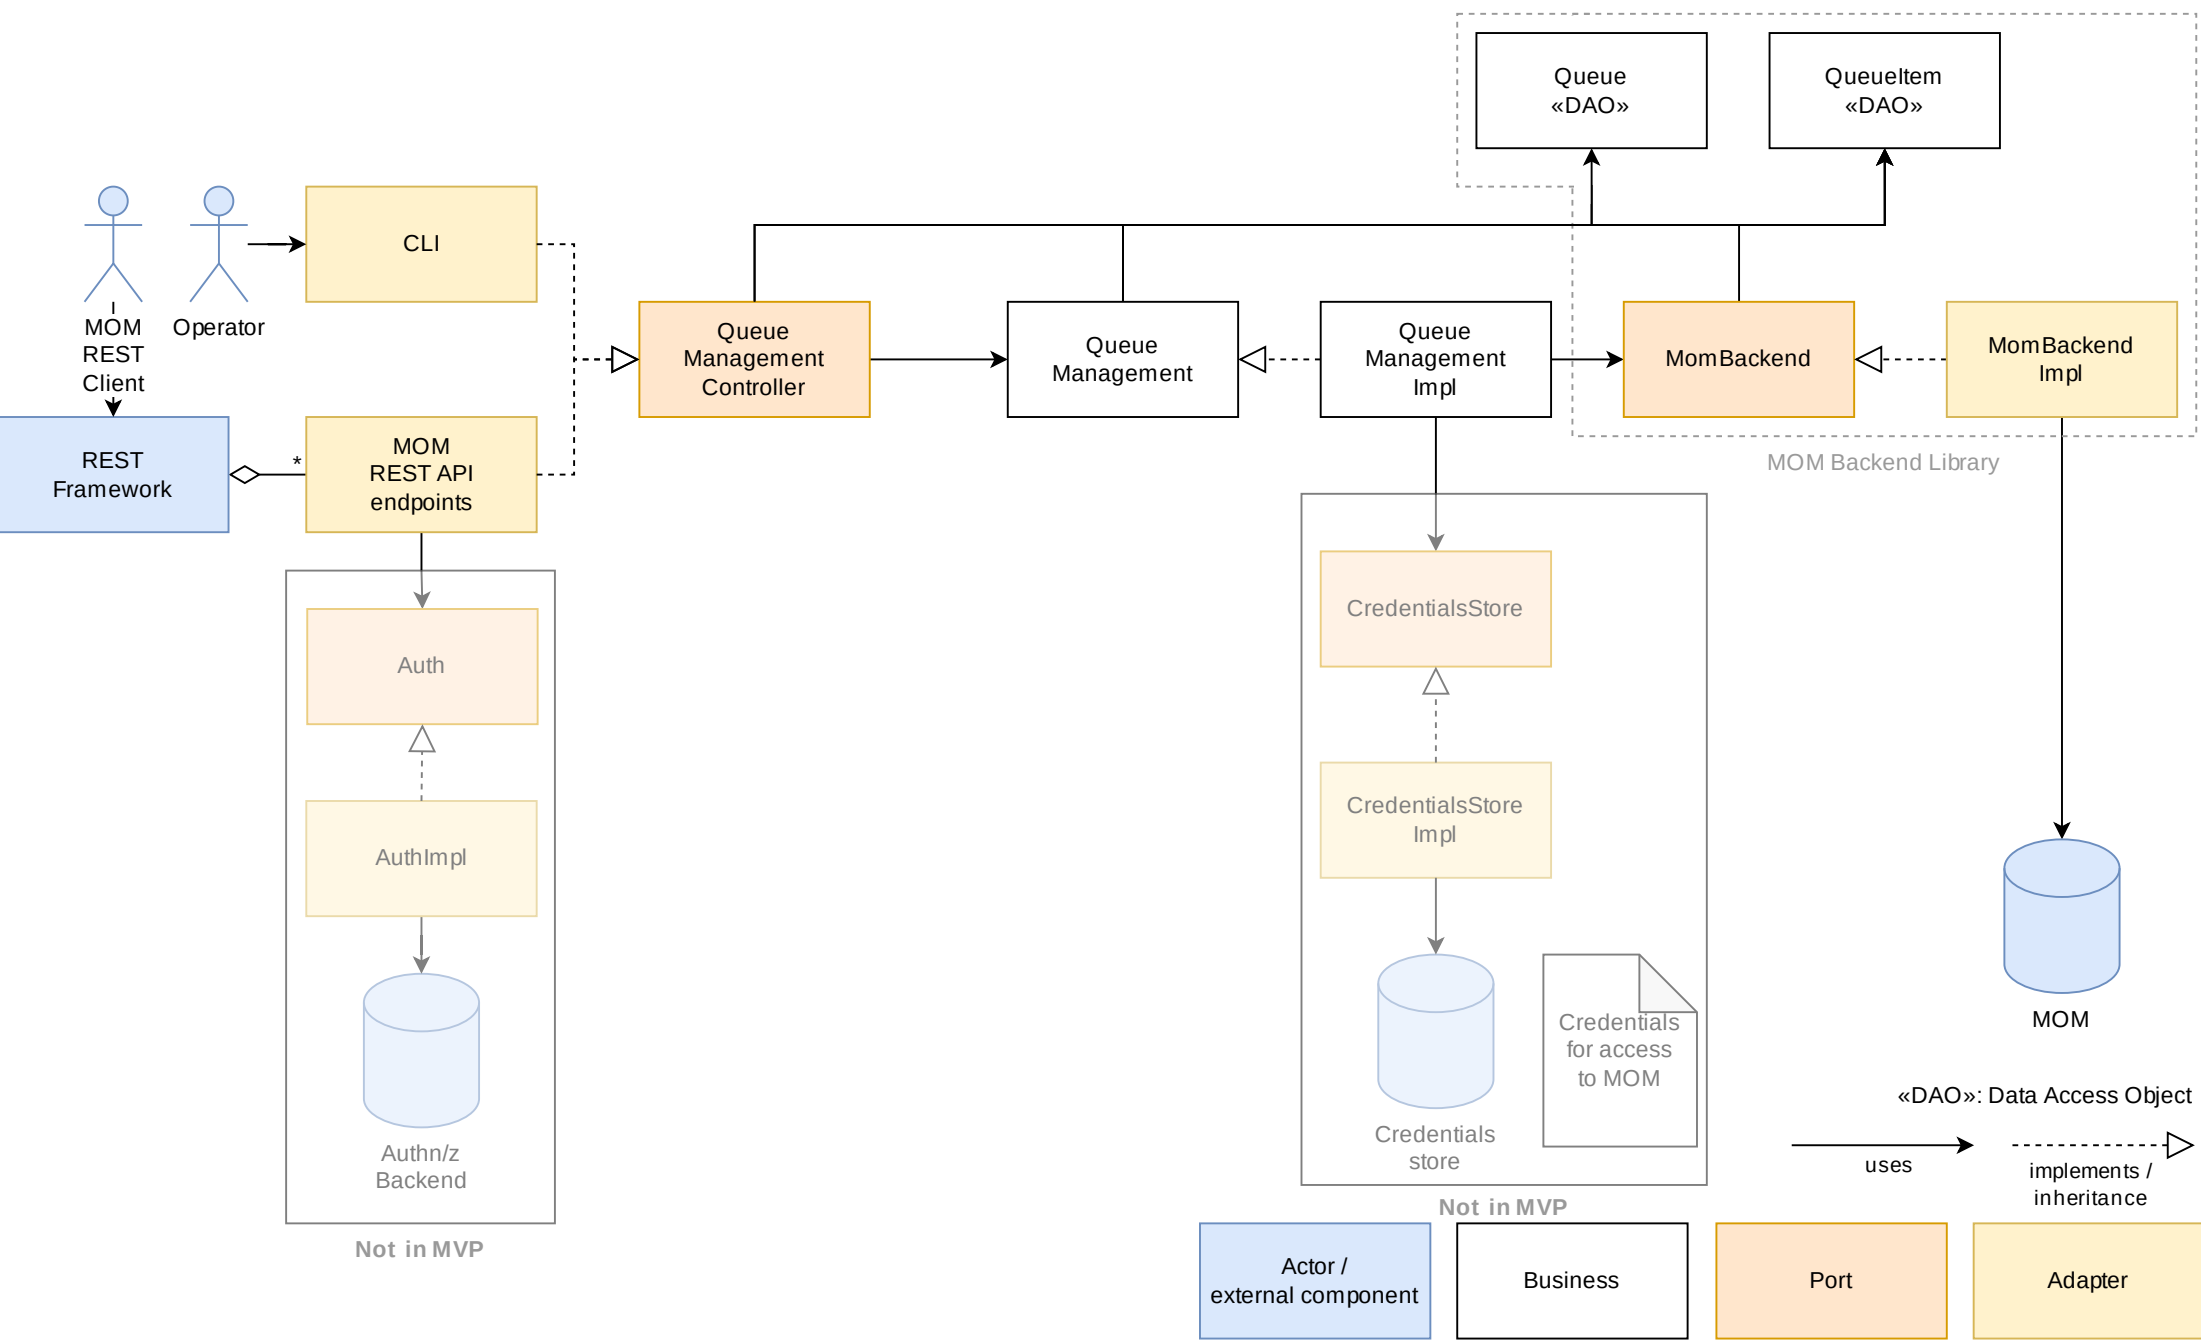 Queue
«DAO»
QueueItem
«DAO»
CLI
MOM
REST
Client
Operator
Queue
Management
Controller
Queue
Management
Queue
Management
Impl
MomBackend
MomBackend
Impl
REST
Framework
*
MOM
REST API
endpoints
MOM Backend Library
Auth
CredentialsStore
AuthImpl
CredentialsStore
Impl
Credentials
for access
to MOM
MOM
Authn/z
Backend
Credentials
store
Not in MVP
Not in MVP
«DAO»: Data Access Object
uses
implements /
inheritance
Actor /
external component
Business
Port
Adapter